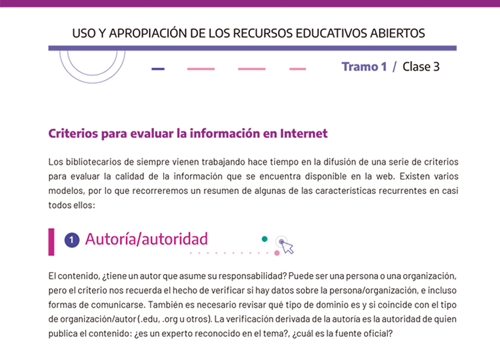 USO Y APROPIACIÓN DE LOS RECURSOS EDUCATIVOS ABIERTOS
Tramo 1 / Clase 3
Criterios para evaluar la información en Internet
Los bibliotecarios de siempre vienen trabajando hace tiempo en la difusión de una serie de criterios
para evaluar la calidad de la información que se encuentra disponible en la web. Existen varios
modelos, por lo que recorreremos un resumen de algunas de las características recurrentes en casi
todos ellos:
1 Autoría/autoridad
El contenido, ¿tiene un autor que asume su responsabilidad? Puede ser una persona o una organización,
pero el criterio nos recuerda el hecho de verificar si hay datos sobre la persona/organización, e incluso
formas de comunicarse. También es necesario revisar qué tipo de dominio es y si coincide con el tipo
de organización/autor (.edu, .org u otros). La verificación derivada de la autoría es la autoridad de quien
publica el contenido: ¿es un experto reconocido en el tema?, ¿cuál es la fuente oficial?